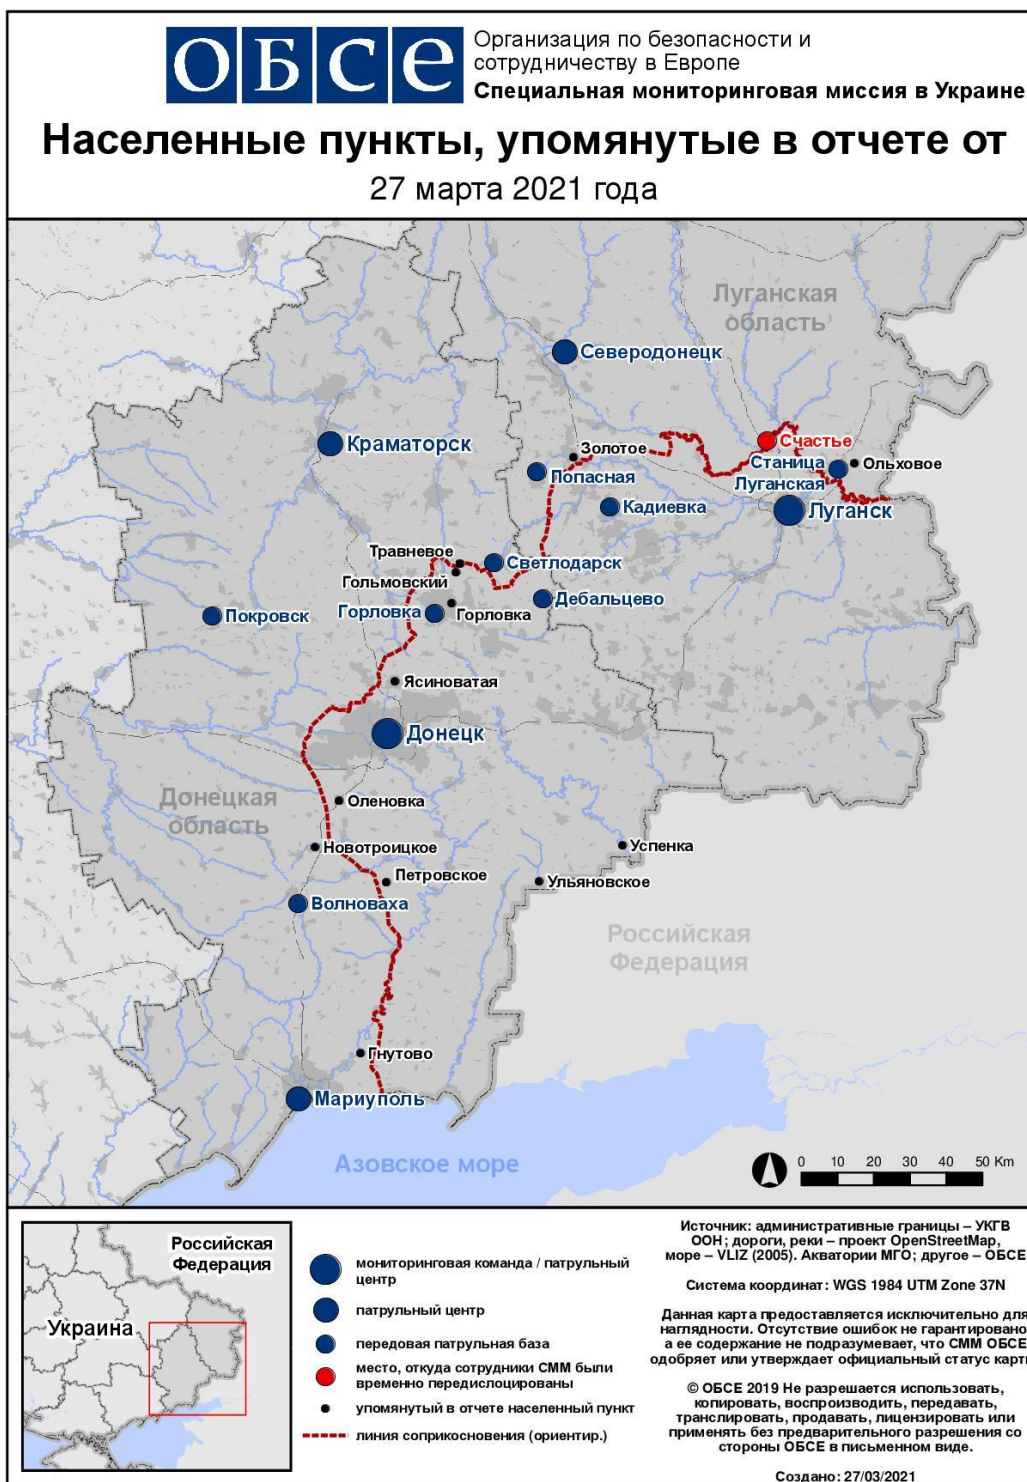 ОБСЕ
Организация по безопасности и
сотрудничеству в Европе
Специальная мониторинговая миссия в Украине
Населенные пункты, упомянутые в отчете от
27 марта 2021 года
Луганская
область
Северодонецк
Краматорск
Счастье
Золотое
Станица
Луганская
Ольховое
Попасная
Кадиевка
Луганск
Травневое
Гольмовский
Светлодарск
Дебальцево
Горловка
Горловка
Покровск
Ясиноватая
Донецк
Донецкая
область
Оленовка
Новотроицкое
Успенка
Петровское
Ульяновское
Волноваха
Российская
Федерация
Гнутово
Мариуполь
Азовское море
0 10 20 30 40 50 Km
Российская
Федерация
Украина
мониторинговая команда / патрульный
центр
патрульный центр
передовая патрульная база
место, откуда сотрудники СММ были
временно передислоцированы
упомянутый в отчете населенный пункт
линия соприкосновения (ориентир.)
Источник: административные границы – УКГВ
ООН; дороги, реки – проект OpenStreetMap,
море – VLIZ (2005). Акватории МГО; другое – ОБСЕ
Система координат: WGS 1984 UTM Zone 37N
Данная карта предоставляется исключительно для
наглядности. Отсутствие ошибок не гарантировано
а ее содержание не подразумевает, что СММ ОБСЕ
одобряет или утверждает официальный статус карт
© ОБСЕ 2019 Не разрешается использовать,
копировать, воспроизводить, передавать,
транслировать, продавать, лицензировать или
применять без предварительного разрешения со
стороны ОБСЕ в письменном виде.
Создано: 27/03/2021